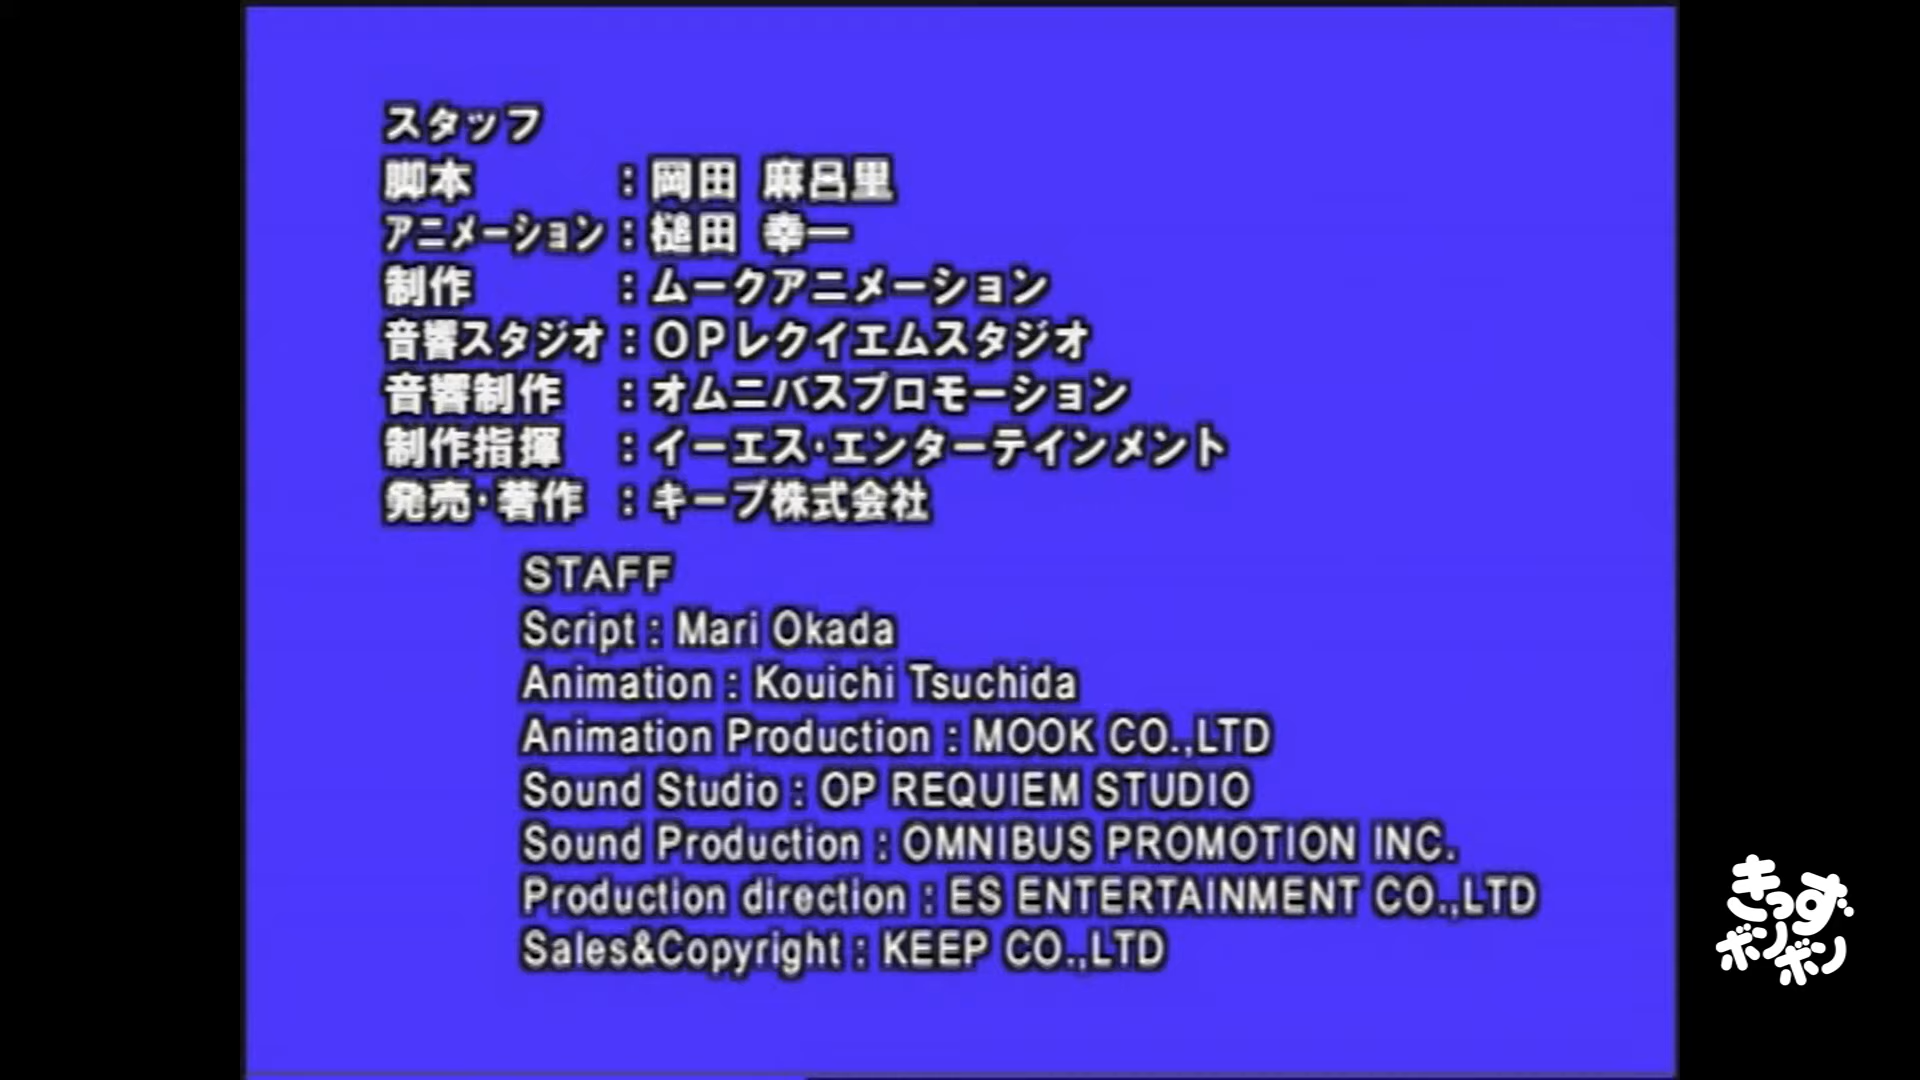 スタッフ
脚本 : 岡田 麻呂里
アニメーション : 槌田 幸一
制作 : ムークアニメーション
音響スタジオ : OPレクイエムスタジオ
音響制作 : オムニバスプロモーション
制作指揮 : イーエス・エンターテインメント
発売・著作 : キープ株式会社
STAFF
Script : Mari Okada
Animation : Kouichi Tsuchida
Animation Production : MOOK CO.,LTD
Sound Studio : OP REQUIEM STUDIO
Sound Production : OMNIBUS PROMOTION INC.
Production direction : ES ENTERTAINMENT CO.,LTD
Sales&Copyright : KEEP CO.,LTD
きっず
ボンボン